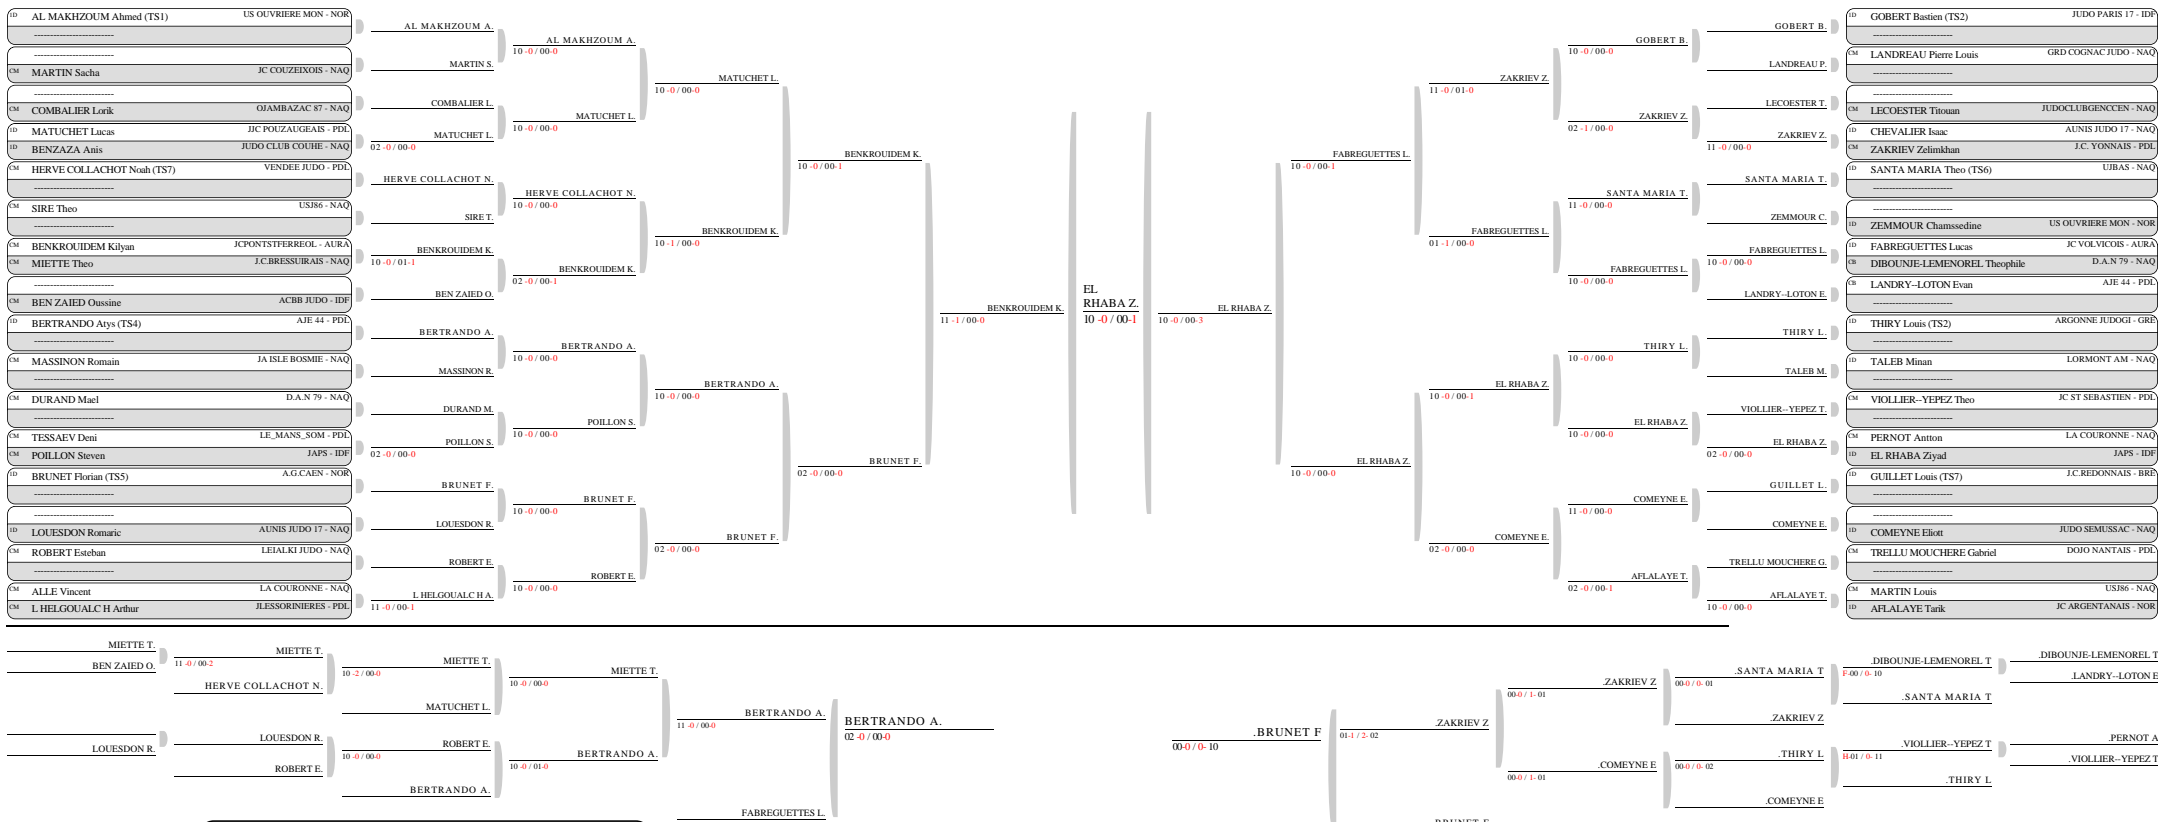 1D AL MAKHZOUM Ahmed (TS1) US OUVRIERE MON - NOR
-------------------------
-------------------------
CM MARTIN Sacha JC COUZEIXOIS - NAQ
-------------------------
CM COMBALIER Lorik OJAMBAZAC 87 - NAQ
1D MATUCHET Lucas JJC POUZAUGEAIS - PDL
1D BENZAZA Anis JUDO CLUB COUHE - NAQ
CM HERVE COLLACHOT Noah (TS7) VENDEE JUDO - PDL
-------------------------
CM SIRE Theo USJ86 - NAQ
-------------------------
CM BENKROUIDEM Kilyan JCPONTSTFERREOL - AURA
CM MIETTE Theo J.C.BRESSUIRAIS - NAQ
-------------------------
CM BEN ZAIED Oussine ACBB JUDO - IDF
1D BERTRANDO Atys (TS4) AJE 44 - PDL
-------------------------
CM MASSINON Romain JA ISLE BOSMIE - NAQ
-------------------------
CM DURAND Mael D.A.N 79 - NAQ
-------------------------
CM TESSAEV Deni LE_MANS_SOM - PDL
CM POILLON Steven JAPS - IDF
1D BRUNET Florian (TS5) A.G.CAEN - NOR
-------------------------
-------------------------
1D LOUESDON Romaric AUNIS JUDO 17 - NAQ
CM ROBERT Esteban LEIALKI JUDO - NAQ
-------------------------
CM ALLE Vincent LA COURONNE - NAQ
CM L HELGOUALC H Arthur JLESSORINIERES - PDL
AL MAKHZOUM A.
MARTIN S.
COMBALIER L.
MATUCHET L.
02 -0 / 00-0
HERVE COLLACHOT N.
SIRE T.
BENKROUIDEM K.
10 -0 / 01-1
BEN ZAIED O.
BERTRANDO A.
MASSINON R.
DURAND M.
POILLON S.
02 -0 / 00-0
BRUNET F.
LOUESDON R.
ROBERT E.
L HELGOUALC H A.
11 -0 / 00-1
AL MAKHZOUM A.
10 -0 / 00-0
MATUCHET L.
10 -0 / 00-0
HERVE COLLACHOT N.
10 -0 / 00-0
BENKROUIDEM K.
02 -0 / 00-1
BERTRANDO A.
10 -0 / 00-0
POILLON S.
10 -0 / 00-0
BRUNET F.
10 -0 / 00-0
ROBERT E.
10 -0 / 00-0
MATUCHET L.
10 -0 / 00-0
BENKROUIDEM K.
10 -1 / 00-0
BERTRANDO A.
10 -0 / 00-0
BRUNET F.
02 -0 / 00-0
BENKROUIDEM K.
10 -0 / 00-1
BRUNET F.
02 -0 / 00-0
BENKROUIDEM K.
11 -1 / 00-0
EL
RHABA Z.
10 -0 / 00-1
EL RHABA Z.
10 -0 / 00-3
FABREGUETTES L.
10 -0 / 00-1
EL RHABA Z.
10 -0 / 00-0
ZAKRIEV Z.
11 -0 / 01-0
FABREGUETTES L.
01 -1 / 00-0
EL RHABA Z.
10 -0 / 00-1
COMEYNE E.
02 -0 / 00-0
GOBERT B.
10 -0 / 00-0
ZAKRIEV Z.
02 -1 / 00-0
SANTA MARIA T.
11 -0 / 00-0
FABREGUETTES L.
10 -0 / 00-0
THIRY L.
10 -0 / 00-0
EL RHABA Z.
10 -0 / 00-0
COMEYNE E.
11 -0 / 00-0
AFLALAYE T.
02 -0 / 00-1
GOBERT B.
LANDREAU P.
LECOESTER T.
ZAKRIEV Z.
11 -0 / 00-0
SANTA MARIA T.
ZEMMOUR C.
FABREGUETTES L.
10 -0 / 00-0
LANDRY--LOTON E.
THIRY L.
TALEB M.
VIOLLIER--YEPEZ T.
EL RHABA Z.
02 -0 / 00-0
GUILLET L.
COMEYNE E.
TRELLU MOUCHERE G.
AFLALAYE T.
10 -0 / 00-0
1D GOBERT Bastien (TS2) JUDO PARIS 17 - IDF
-------------------------
CM LANDREAU Pierre Louis GRD COGNAC JUDO - NAQ
-------------------------
-------------------------
CM LECOESTER Titouan JUDOCLUBGENCCEN - NAQ
1D CHEVALIER Isaac AUNIS JUDO 17 - NAQ
CM ZAKRIEV Zelimkhan J.C. YONNAIS - PDL
1D SANTA MARIA Theo (TS6) UJBAS - NAQ
-------------------------
-------------------------
1D ZEMMOUR Chamssedine US OUVRIERE MON - NOR
1D FABREGUETTES Lucas JC VOLVICOIS - AURA
CB DIBOUNJE-LEMENOREL Theophile D.A.N 79 - NAQ
CB LANDRY--LOTON Evan AJE 44 - PDL
-------------------------
1D THIRY Louis (TS2) ARGONNE JUDOGI - GRE
-------------------------
1D TALEB Minan LORMONT AM - NAQ
-------------------------
CM VIOLLIER--YEPEZ Theo JC ST SEBASTIEN - PDL
-------------------------
CM PERNOT Antton LA COURONNE - NAQ
1D EL RHABA Ziyad JAPS - IDF
1D GUILLET Louis (TS7) J.C.REDONNAIS - BRE
-------------------------
-------------------------
1D COMEYNE Eliott JUDO SEMUSSAC - NAQ
CM TRELLU MOUCHERE Gabriel DOJO NANTAIS - PDL
-------------------------
CM MARTIN Louis USJ86 - NAQ
1D AFLALAYE Tarik JC ARGENTANAIS - NOR
MIETTE T.
BEN ZAIED O.
LOUESDON R.
MIETTE T.
11 -0 / 00-2
HERVE COLLACHOT N.
LOUESDON R.
ROBERT E.
MIETTE T.
10 -2 / 00-0
MATUCHET L.
ROBERT E.
10 -0 / 00-0
BERTRANDO A.
MIETTE T.
10 -0 / 00-0
BERTRANDO A.
10 -0 / 01-0
BERTRANDO A.
11 -0 / 00-0
FABREGUETTES L.
BERTRANDO A.
02 -0 / 00-0
.BRUNET F
00-0 / 0- 10
.ZAKRIEV Z
01-1 / 2- 02
BRUNET F
.ZAKRIEV Z
00-0 / 1- 01
.COMEYNE E
00-0 / 1- 01
.SANTA MARIA T
00-0 / 0- 01
.ZAKRIEV Z
.THIRY L
00-0 / 0- 02
.COMEYNE E
.DIBOUNJE-LEMENOREL T
F-00 / 0- 10
.SANTA MARIA T
.VIOLLIER--YEPEZ T
H-01 / 0- 11
.THIRY L
.DIBOUNJE-LEMENOREL T
.LANDRY--LOTON E
.PERNOT A
.VIOLLIER--YEPEZ T